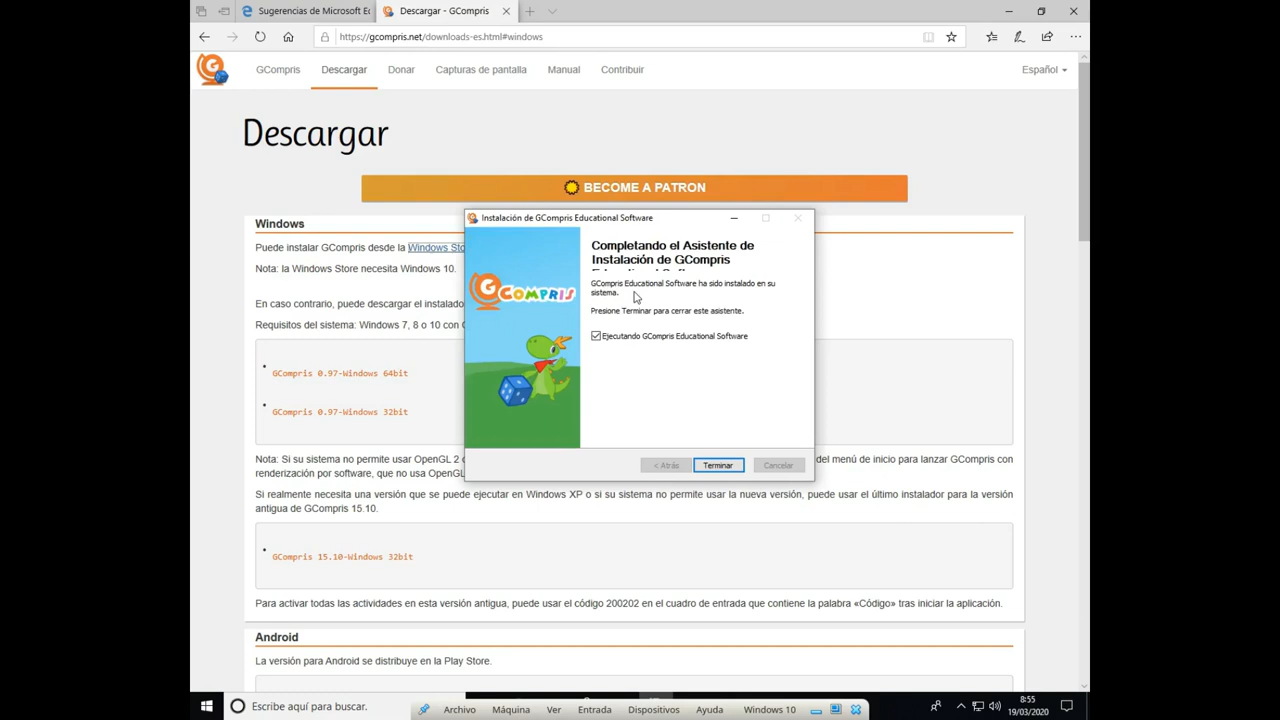 Sugerencias de Microsoft Ec
Descargar - GCompris
https://gcompris.net/downloads-es.html#windows
GCompris
Descargar
Donar
Capturas de pantalla
Manual
Contribuir
Español
Descargar
BECOME A PATRON
Windows
Puede instalar GCompris desde la Windows Sto
Nota: la Windows Store necesita Windows 10.
En caso contrario, puede descargar el instalado
Requisitos del sistema: Windows 7, 8 o 10 con
GCompris 0.97-Windows 64bit
GCompris 0.97-Windows 32bit
Instalación de GCompris Educational Software
GCOMPRIS
Completando el Asistente de
Instalación de GCompris
GCompris Educational Software ha sido instalado en su
sistema.
Presione Terminar para cerrar este asistente.
Ejecutando GCompris Educational Software
< Atrás
Terminar
Cancelar
Nota: Si su sistema no permite usar OpenGL 2 del menú de inicio para lanzar GCompris con
renderización por software, que no usa OpenGL
Si realmente necesita una versión que se puede ejecutar en Windows XP o si su sistema no permite usar la nueva versión, puede usar el último instalador para la versión
antigua de GCompris 15.10.
GCompris 15.10-Windows 32bit
Para activar todas las actividades en esta versión antigua, puede usar el código 200202 en el cuadro de entrada que contiene la palabra «Código» tras iniciar la aplicación.
Android
La versión para Android se distribuye en la Play Store.
Escribe aquí para buscar.
Archivo
Máquina
Ver
Entrada
Dispositivos
Ayuda
Windows 10
8:55
19/03/2020